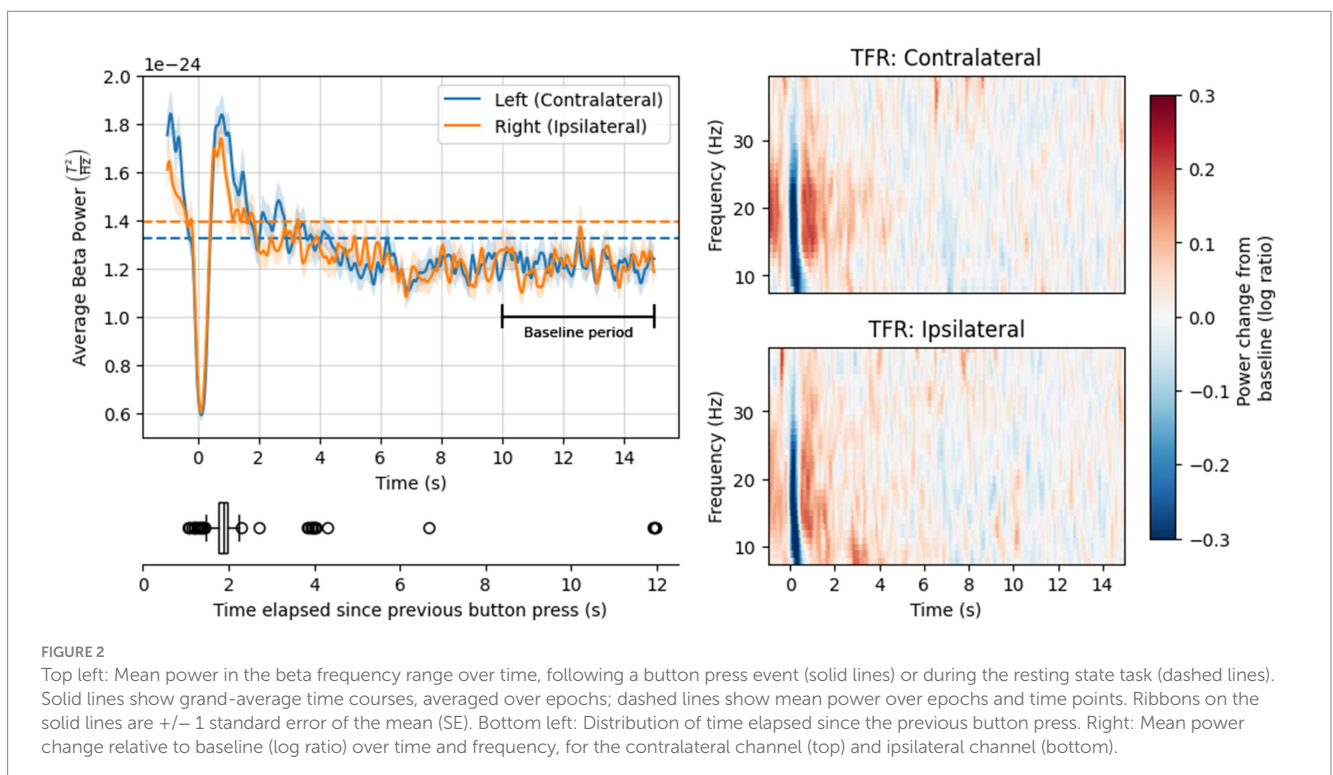 1e−24
2.0
1.8
1.6
1.4
1.2
1.0
0.8
0.6
Average Beta Power (T²/Hz)
Left (Contralateral)
Right (Ipsilateral)
Baseline period
0 2 4 6 8 10 12 14
Time (s)
0 2 4 6 8 10 12
Time elapsed since previous button press (s)
TFR: Contralateral
Frequency (Hz)
30
20
10
TFR: Ipsilateral
Frequency (Hz)
30
20
10
0 2 4 6 8 10 12 14
Time (s)
0.3
0.2
0.1
0.0
−0.1
−0.2
−0.3
Power change from
baseline (log ratio)
FIGURE 2
Top left: Mean power in the beta frequency range over time, following a button press event (solid lines) or during the resting state task (dashed lines).
Solid lines show grand-average time courses, averaged over epochs; dashed lines show mean power over epochs and time points. Ribbons on the
solid lines are +/− 1 standard error of the mean (SE). Bottom left: Distribution of time elapsed since the previous button press. Right: Mean power
change relative to baseline (log ratio) over time and frequency, for the contralateral channel (top) and ipsilateral channel (bottom).